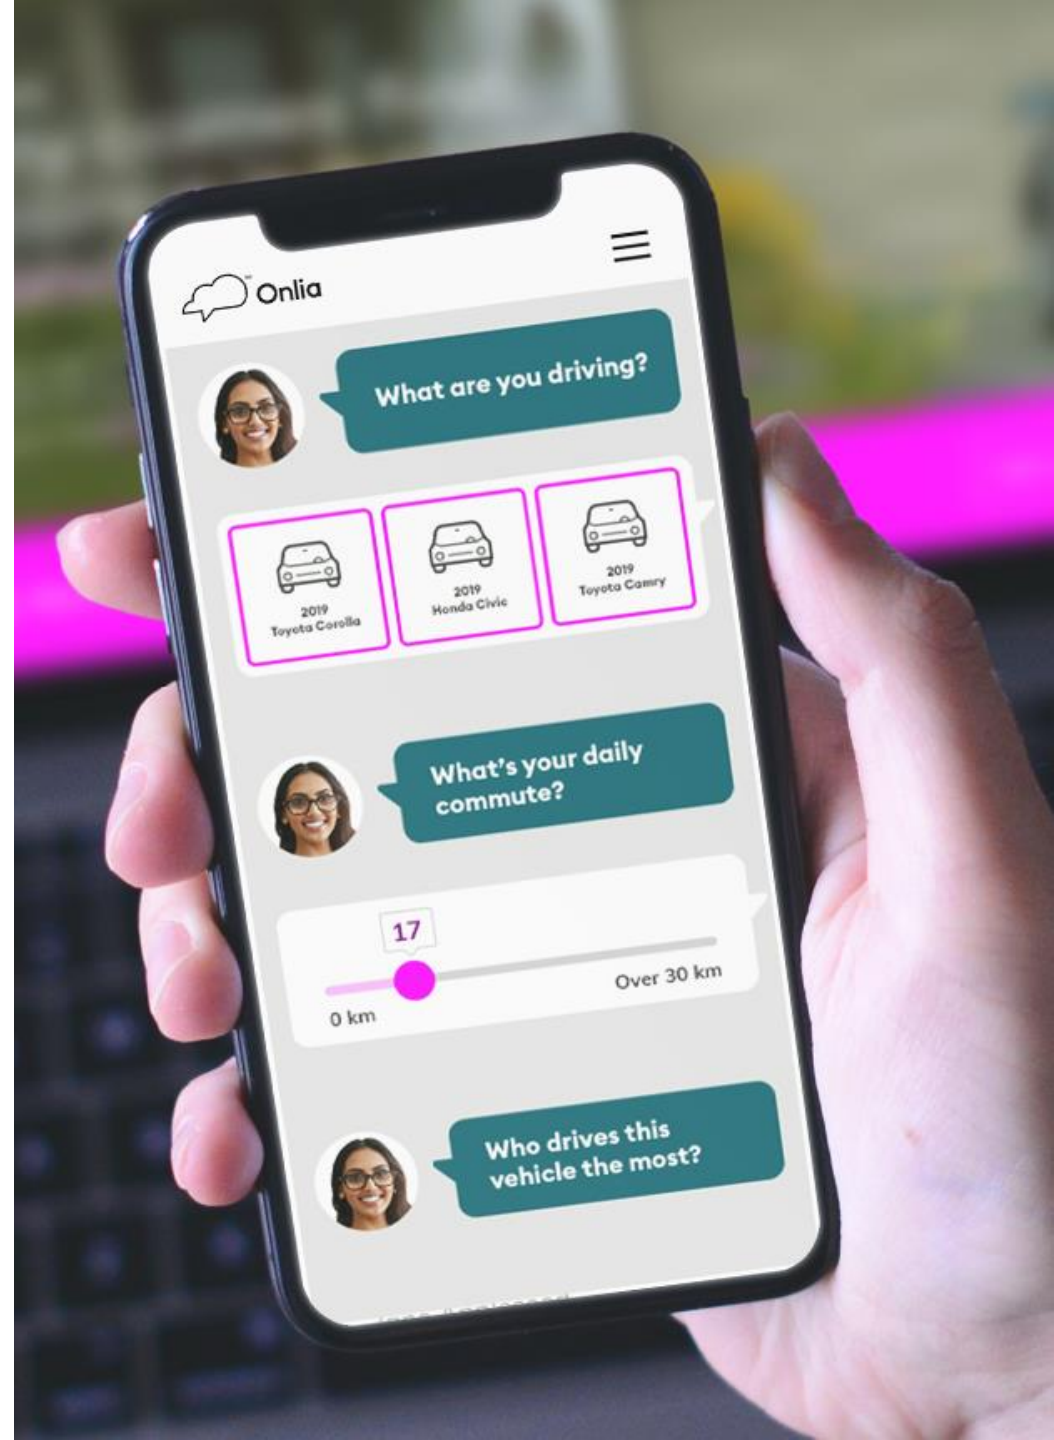 Onlia
What are you driving?
2019
Toyota Corolla
2019
Honda Civic
2019
Toyota Camry
What's your daily
commute?
17
0 km
Over 30 km
Who drives this
vehicle the most?